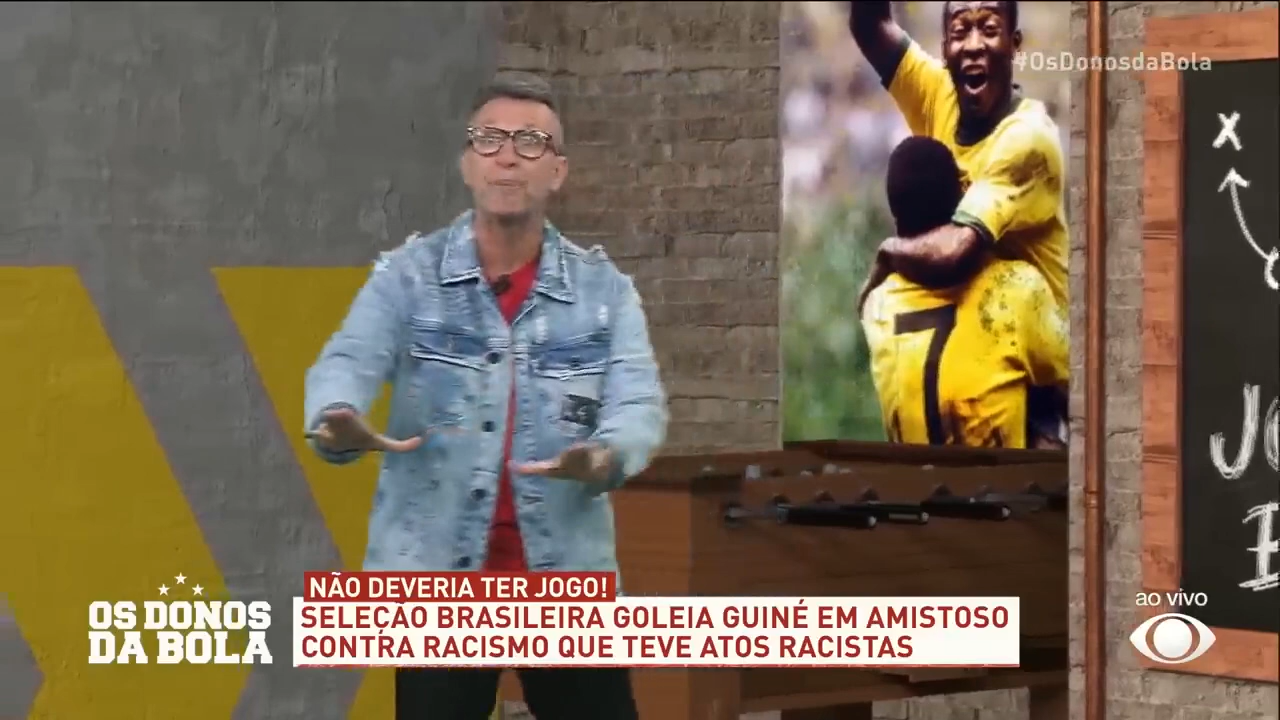 #OsDonosdaBola
X
7
NÃO DEVERIA TER JOGO!
SELEÇÃO BRASILEIRA GOLEIA GUINÉ EM AMISTOSO
CONTRA RACISMO QUE TEVE ATOS RACISTAS
OS DONOS
DA BOLA
ao vivo